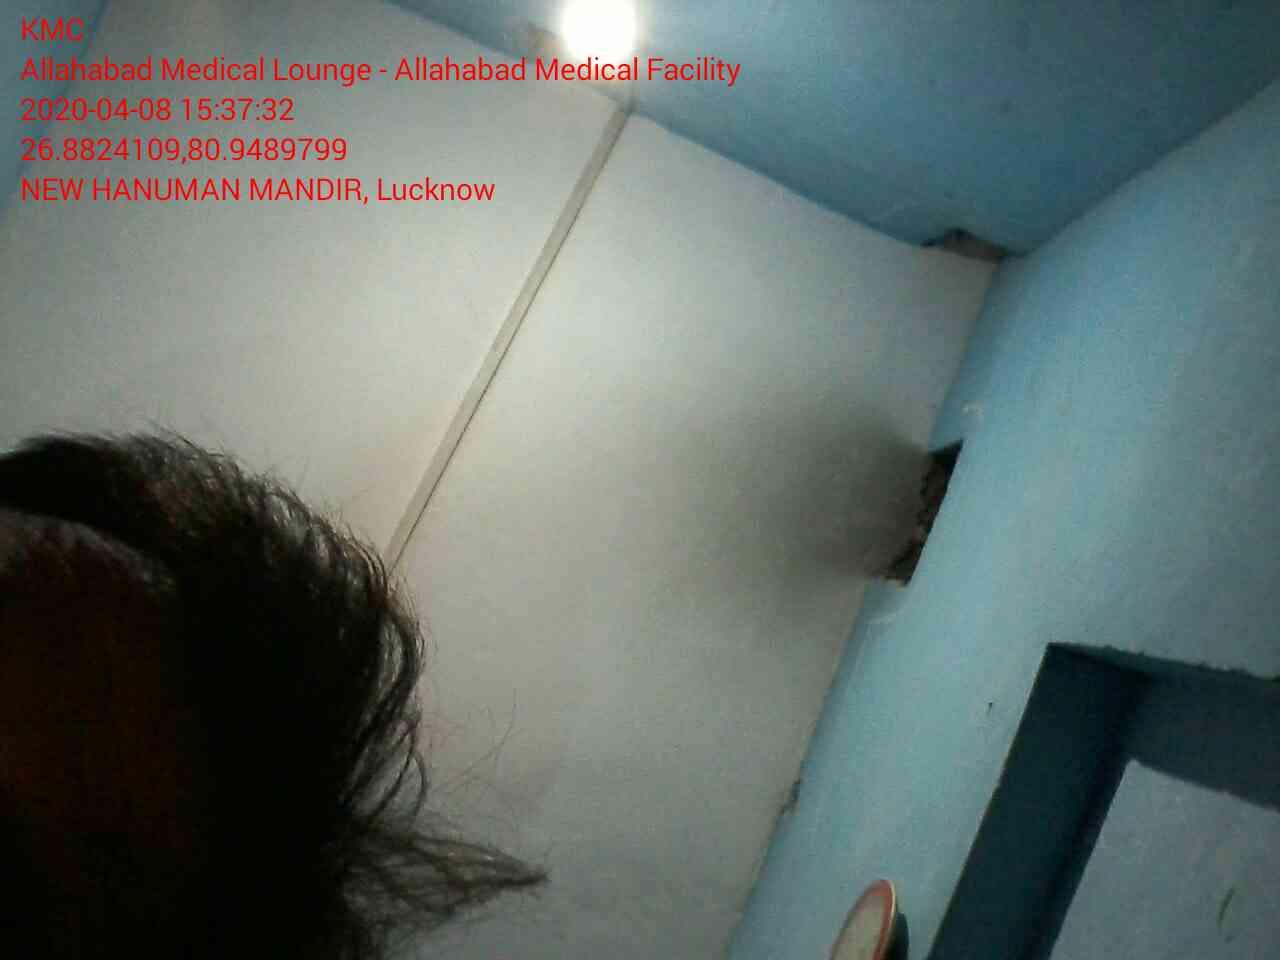 KMC
Allahabad Medical Lounge - Allahabad Medical Facility
2020-04-08 15:37:32
26.8824109,80.9489799
NEW HANUMAN MANDIR, Lucknow